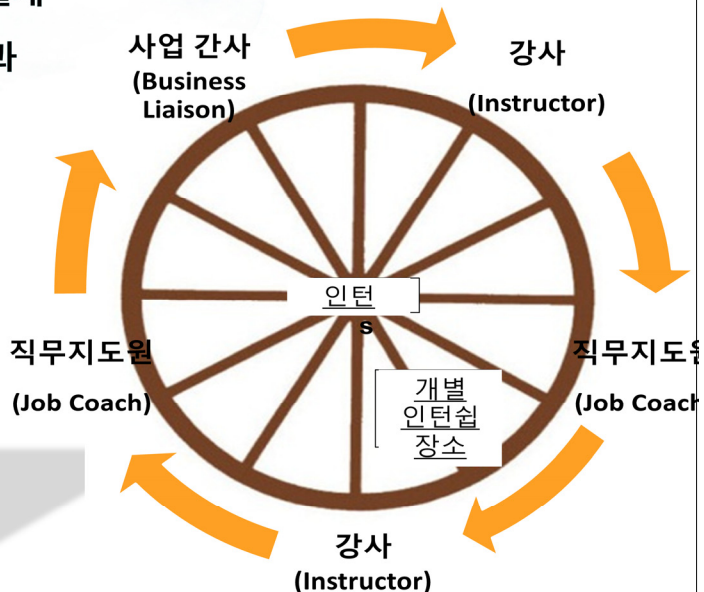 과
사업 간사
(Business
Liaison)
강사
(Instructor)
인턴
s
직무지도원
(Job Coach)
직무지도원
(Job Coach
개별
인턴쉽
장소
강사
(Instructor)